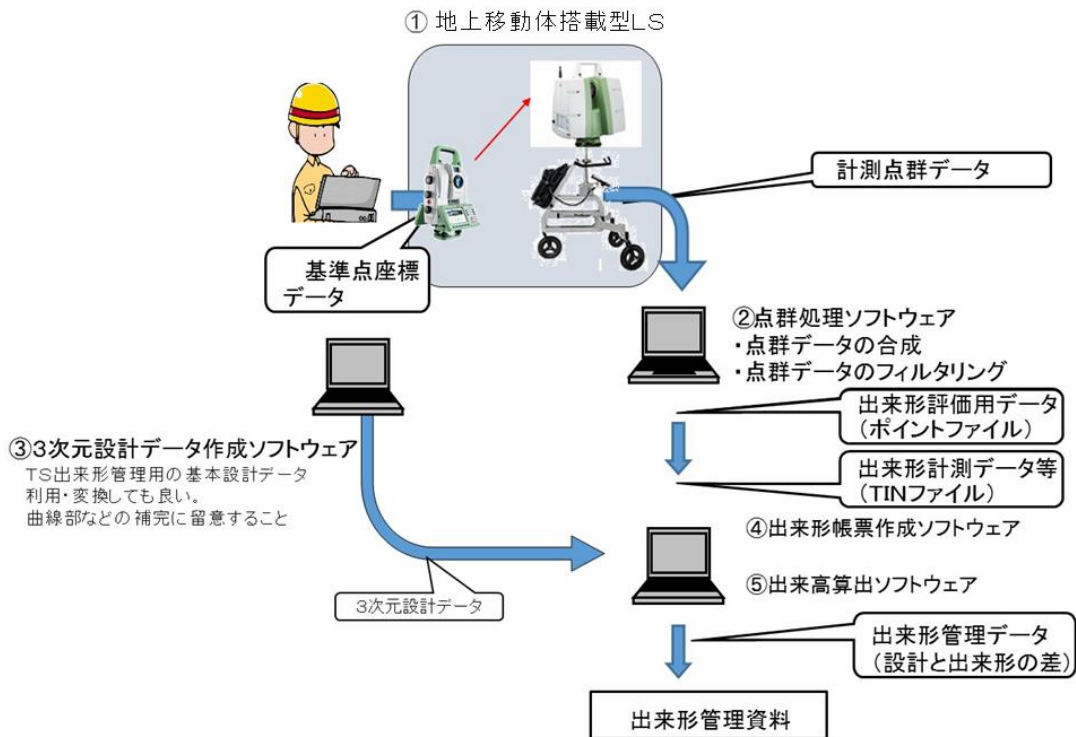 ① 地上移動体搭載型LS
計測点群データ
基準点座標
データ
②点群処理ソフトウェア
・点群データの合成
・点群データのフィルタリング
出来形評価用データ
(ポイントファイル)
③3次元設計データ作成ソフトウェア
TS出来形管理用の基本設計データ
利用・変換しても良い。
曲線部などの補完に留意すること
出来形計測データ等
(TINファイル)
④出来形帳票作成ソフトウェア
⑤出来高算出ソフトウェア
3次元設計データ
出来形管理データ
(設計と出来形の差)
出来形管理資料